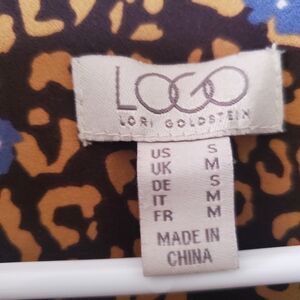 LOGO
LORI GOLDSTEIN
US S
UK M
DE S
IT M
FR M
MADE IN
CHINA